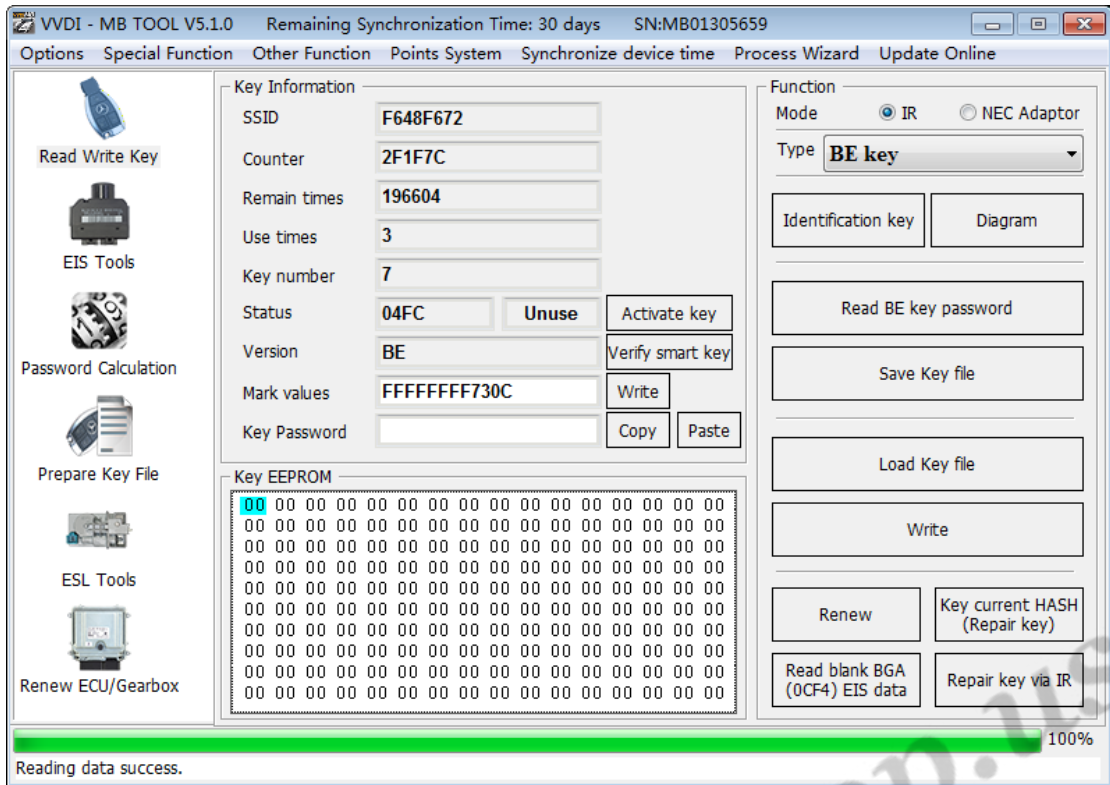 VVDI - MB TOOL V5.1.0 Remaining Synchronization Time: 30 days SN:MB01305659
Options Special Function Other Function Points System Synchronize device time Process Wizard Update Online
Read Write Key
EIS Tools
Password Calculation
Prepare Key File
ESL Tools
Renew ECU/Gearbox
Key Information
SSID F648F672
Counter 2F1F7C
Remain times 196604
Use times 3
Key number 7
Status 04FC Unuse Activate key
Version BE Verify smart key
Mark values FFFFFFFF730C Write
Key Password Copy Paste
Key EEPROM
00 00 00 00 00 00 00 00 00 00 00 00 00 00 00 00
00 00 00 00 00 00 00 00 00 00 00 00 00 00 00 00
00 00 00 00 00 00 00 00 00 00 00 00 00 00 00 00
00 00 00 00 00 00 00 00 00 00 00 00 00 00 00 00
00 00 00 00 00 00 00 00 00 00 00 00 00 00 00 00
00 00 00 00 00 00 00 00 00 00 00 00 00 00 00 00
00 00 00 00 00 00 00 00 00 00 00 00 00 00 00 00
00 00 00 00 00 00 00 00 00 00 00 00 00 00 00 00
00 00 00 00 00 00 00 00 00 00 00 00 00 00 00 00
00 00 00 00 00 00 00 00 00 00 00 00 00 00 00 00
Function
Mode IR NEC Adaptor
Type BE key
Identification key Diagram
Read BE key password
Save Key file
Load Key file
Write
Renew
Key current HASH
(Repair key)
Read blank BGA
(0CF4) EIS data
Repair key via IR
100%
Reading data success.